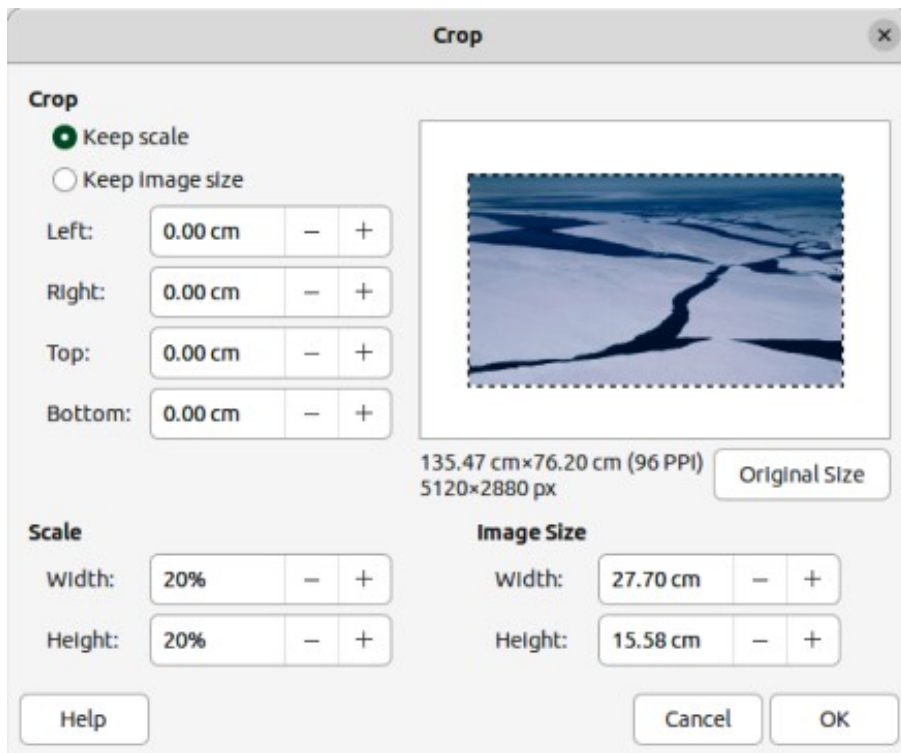 Crop
Crop
Keep scale
Keep image size
Left: 0.00 cm − +
Right: 0.00 cm − +
Top: 0.00 cm − +
Bottom: 0.00 cm − +
135.47 cm×76.20 cm (96 PPI)
5120×2880 px
Original Size
Scale
Width: 20% − +
Height: 20% − +
Image Size
Width: 27.70 cm − +
Height: 15.58 cm − +
Help Cancel OK